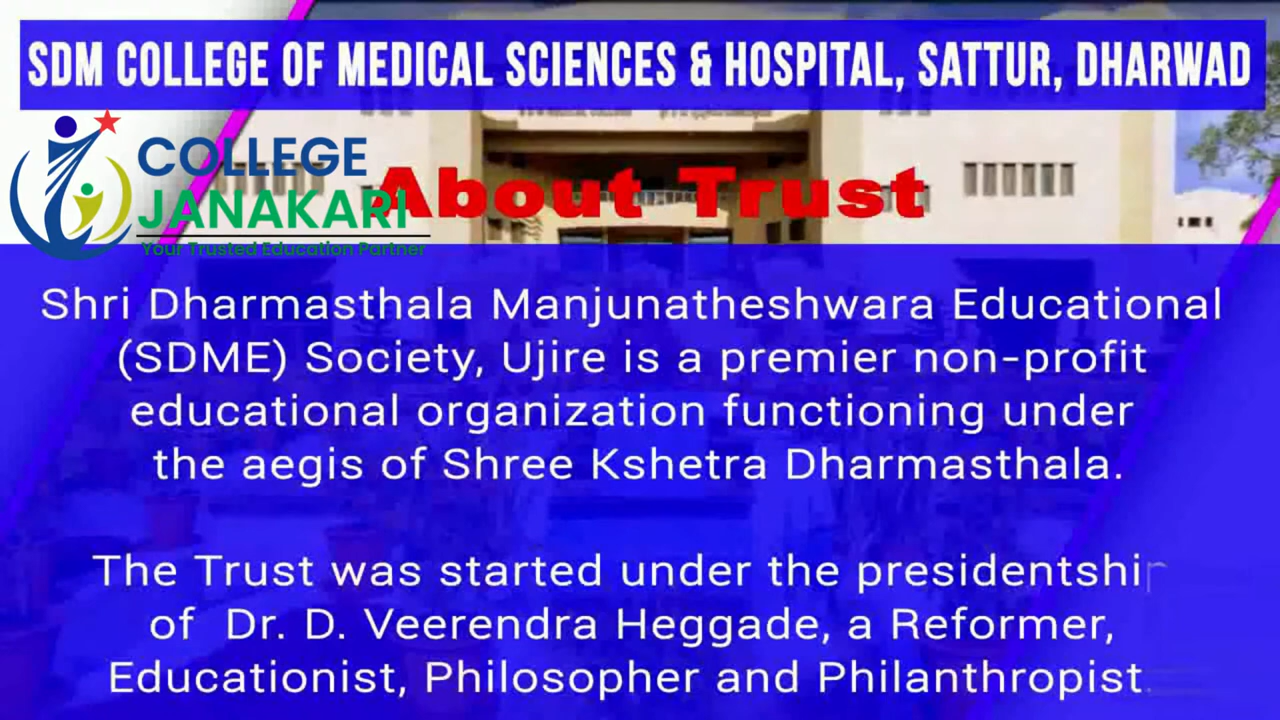 SDM COLLEGE OF MEDICAL SCIENCES & HOSPITAL, SATTUR, DHARWAD
COLLEGE
JANAKARI
Your Trusted Education Partner
About Trust
Shri Dharmasthala Manjunatheshwara Educational
(SDME) Society, Ujire is a premier non-profit
educational organization functioning under
the aegis of Shree Kshetra Dharmasthala.
The Trust was started under the presidentship
of Dr. D. Veerendra Heggade, a Reformer,
Educationist, Philosopher and Philanthropist.